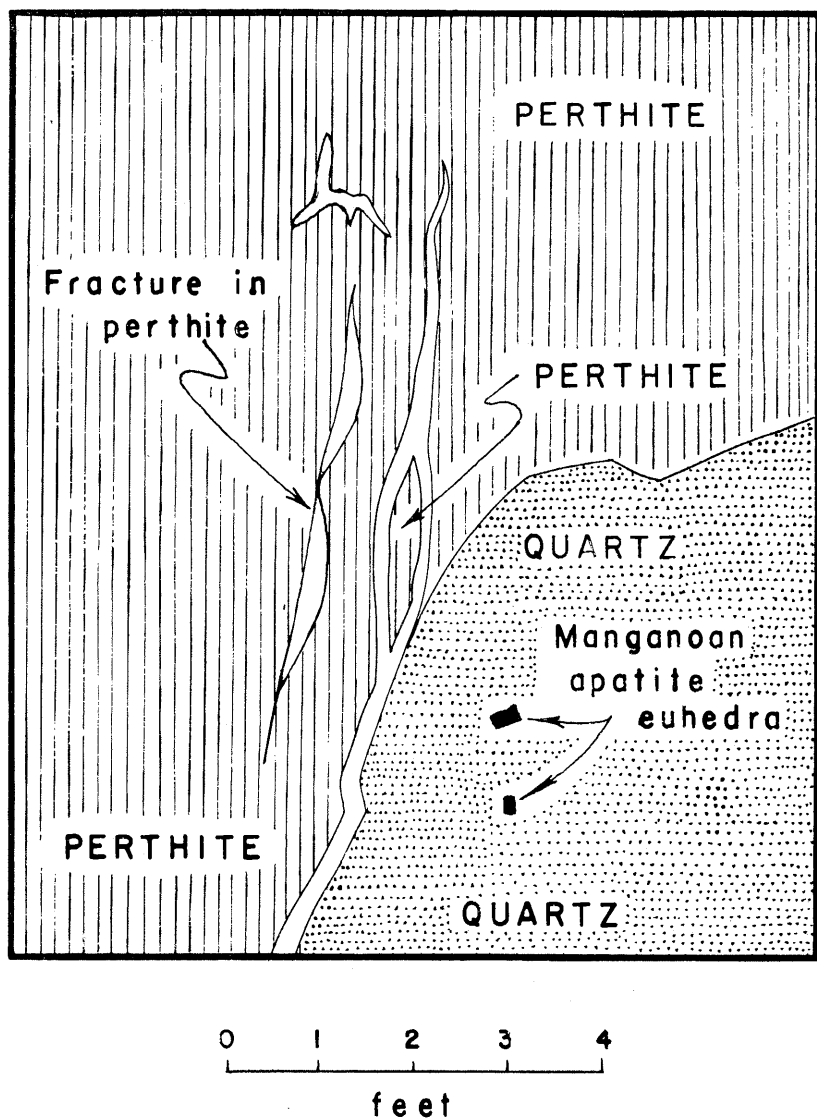 PERTHITE
Fracture in
perthite
PERTHITE
QUARTZ
Manganoan
apatite
euhedra
PERTHITE
QUARTZ
0 1 2 3 4
feet